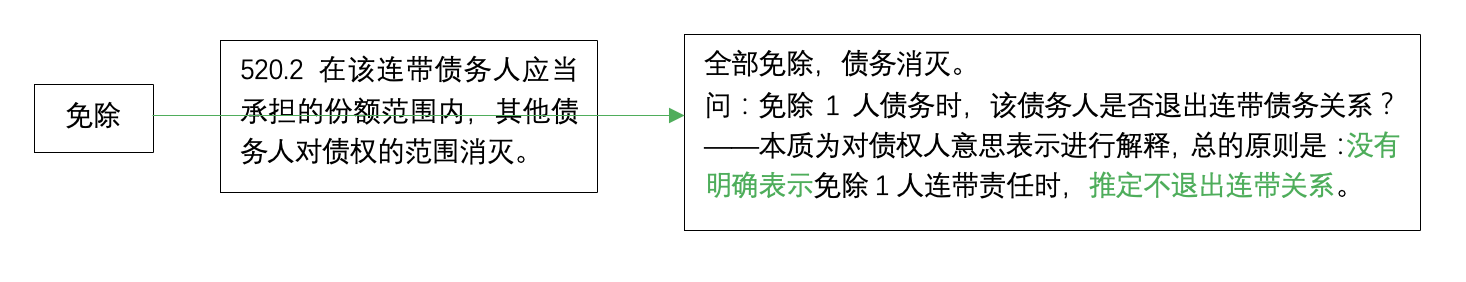 免除
520.2 在该连带债务人应当
承担的份额范围内，其他债
务人对债权的范围消灭。
全部免除，债务消灭。
问：免除 1 人债务时，该债务人是否退出连带债务关系？
——本质为对债权人意思表示进行解释，总的原则是：没有
明确表示免除 1 人连带责任时，推定不退出连带关系。